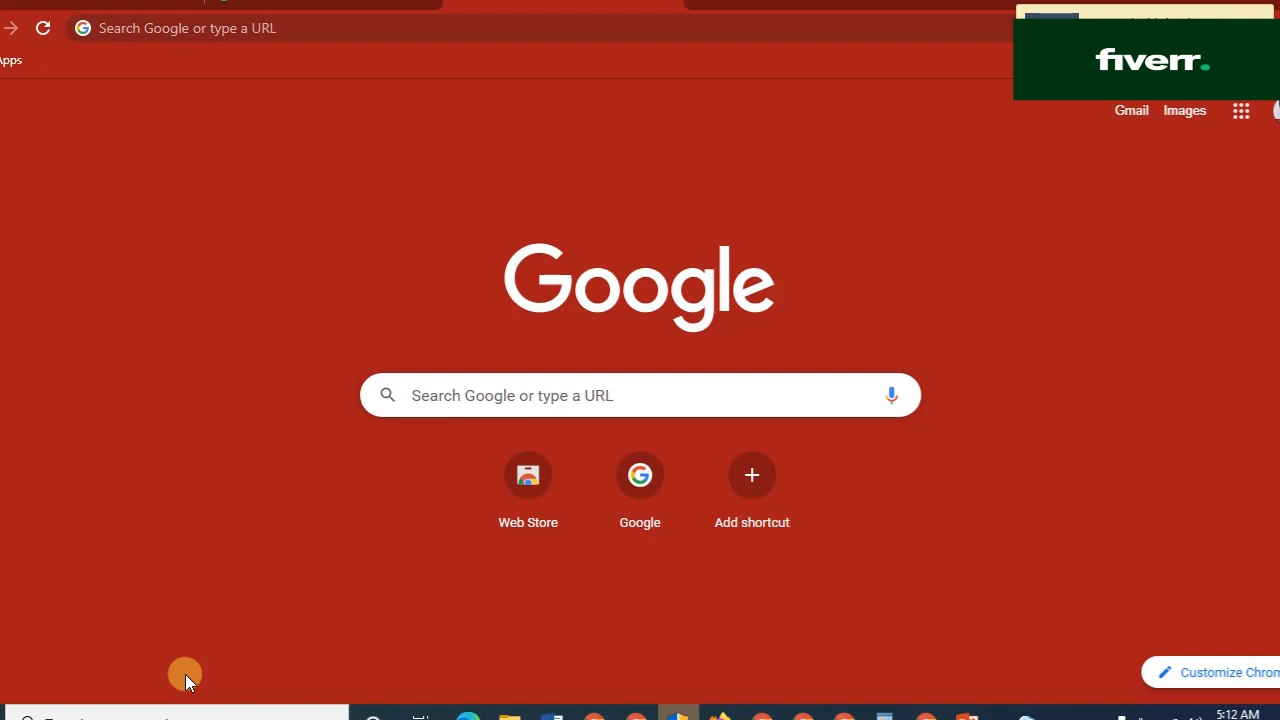 Search Google or type a URL
Apps
fiverr.
Gmail Images
Google
Search Google or type a URL
Web Store Google Add shortcut
Customize Chrom
5:12 AM